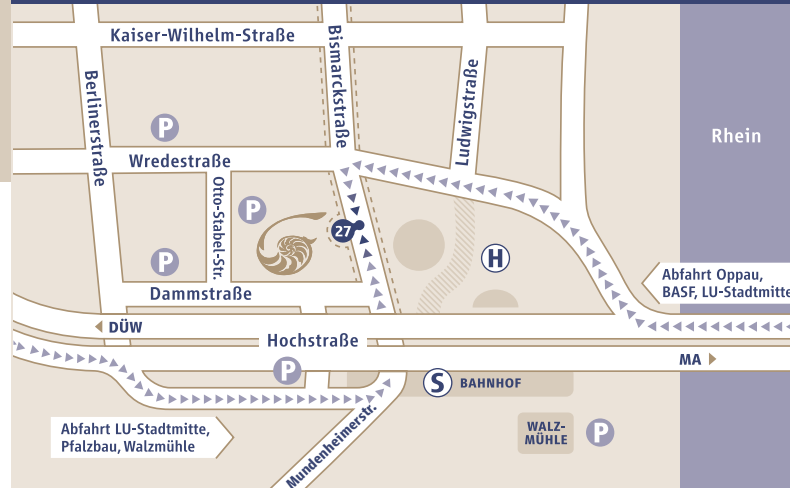 Kaiser-Wilhelm-Straße
Bismarckstraße
Berlinerstraße
Ludwigstraße
P
Rhein
Wredestraße
Otto-Stabel-Str.
P
27
H
P
Abfahrt Oppau,
BASF, LU-Stadtmitte
Dammstraße
DÜW
Hochstraße
MA
P
S BAHNHOF
Mundenheimerstr.
Abfahrt LU-Stadtmitte,
Pfalzbau, Walzmühle
WALZ-
MÜHLE
P